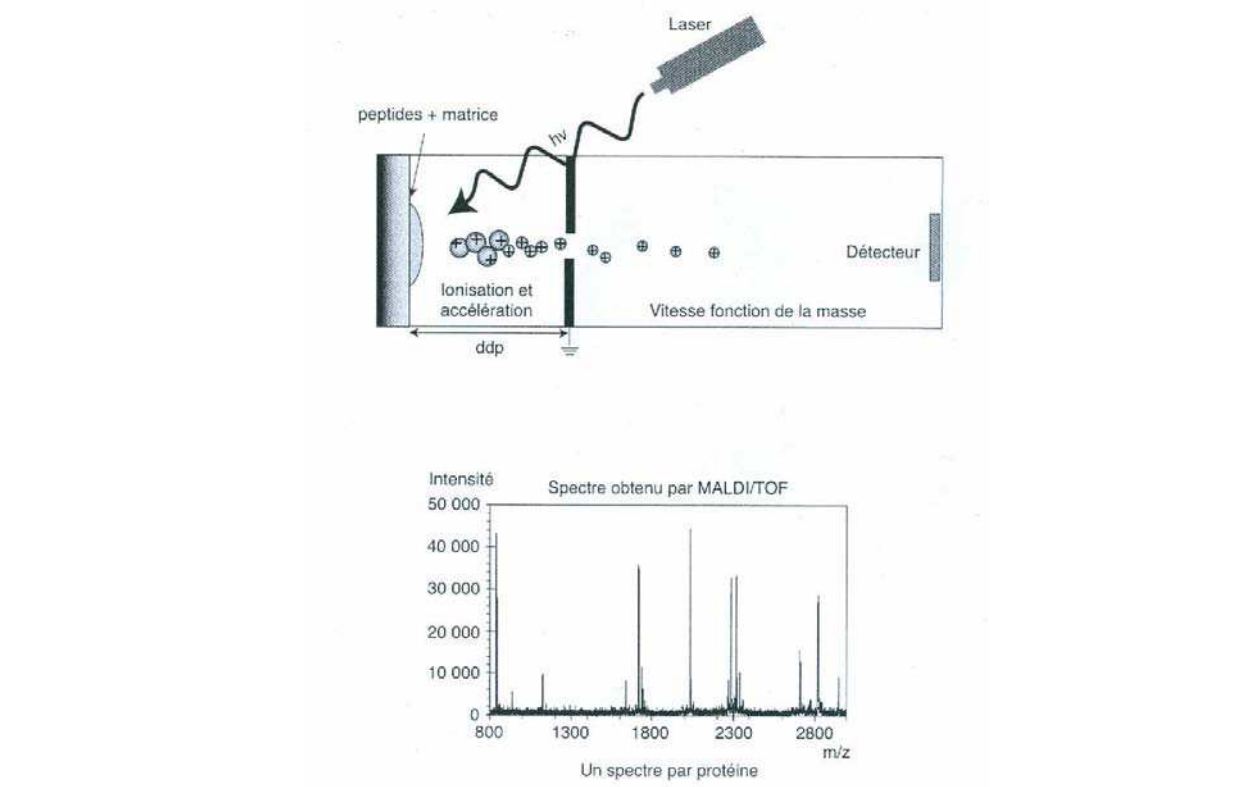 Laser
peptides + matrice
hν
Détecteur
Ionisation et
accélération
Vitesse fonction de la masse
ddp
Intensité
Spectre obtenu par MALDI/TOF
50 000
40 000
30 000
20 000
10 000
0
800 1300 1800 2300 2800
m/z
Un spectre par protéine